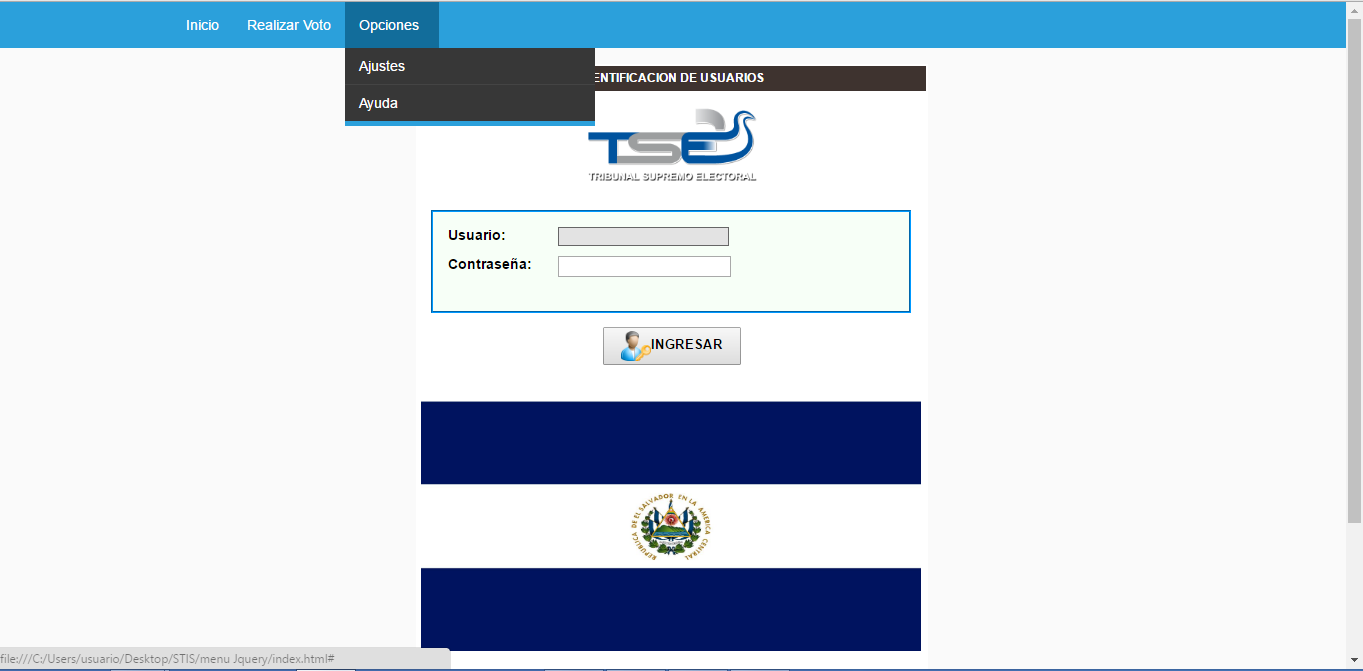 Inicio Realizar Voto Opciones
Ajustes
Ayuda
ENTIFICACION DE USUARIOS
TSE
TRIBUNAL SUPREMO ELECTORAL
Usuario:
Contraseña:
INGRESAR
REPUBLICA DE EL SALVADOR EN LA AMERICA CENTRAL
file:///C:/Users/usuario/Desktop/STIS/menu Jquery/index.html#